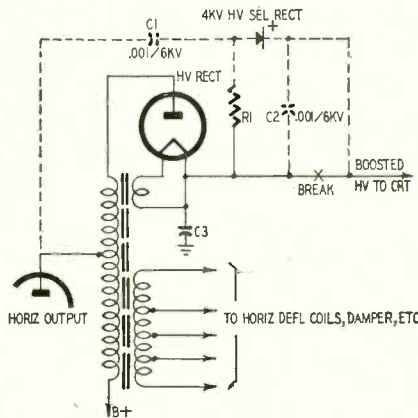 C1
4KV HV SEL RECT
+
.001/6KV
HV RECT
R1
C2
.001/6KV
BOOSTED
X
BREAK
HV TO CRT
C3
HORIZ OUTPUT
TO HORIZ DEFL COILS, DAMPER, ETC
B+